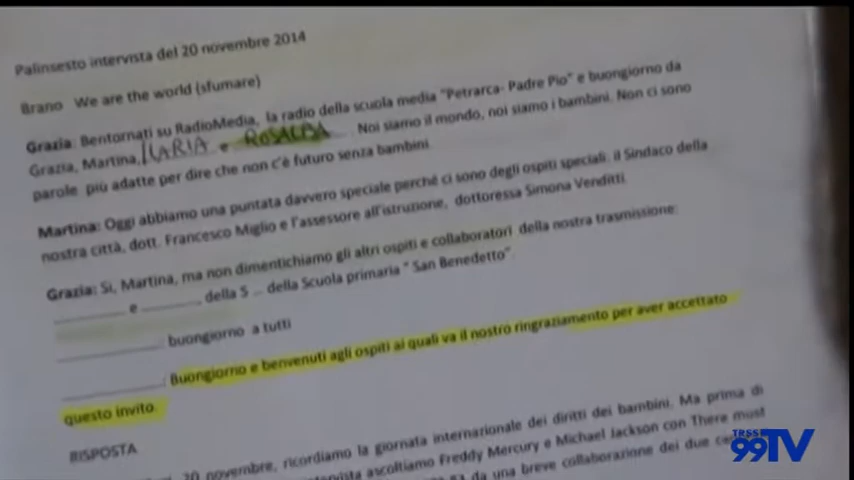 Palinsesto intervista del 20 novembre 2014
Brano We are the world (sfumare)
Grazia: Bentornati su RadioMedia, la radio della scuola media "Petrarca- Padre Pio" e buongiorno da
Grazia, Martina, ILARIA e ROSALBA . Noi siamo il mondo, noi siamo i bambini. Non ci sono
parole più adatte per dire che non c'è futuro senza bambini.
Martina: Oggi abbiamo una puntata davvero speciale perché ci sono degli ospiti speciali: il Sindaco della
nostra città, dott. Francesco Miglio e l'assessore all'istruzione, dottoressa Simona Venditti.
Grazia: Si, Martina, ma non dimentichiamo gli altri ospiti e collaboratori della nostra trasmissione:
____________ e __________ della 5 .. della Scuola primaria " San Benedetto".
________________: buongiorno a tutti
________________: Buongiorno e benvenuti agli ospiti ai quali va il nostro ringraziamento per aver accettato
questo invito.
RISPOSTA
20 novembre, ricordiamo la giornata internazionale dei diritti dei bambini. Ma prima di
ascoltiamo Freddy Mercury e Michael Jackson con There must
da una breve collaborazione dei due
TRSS
99TV